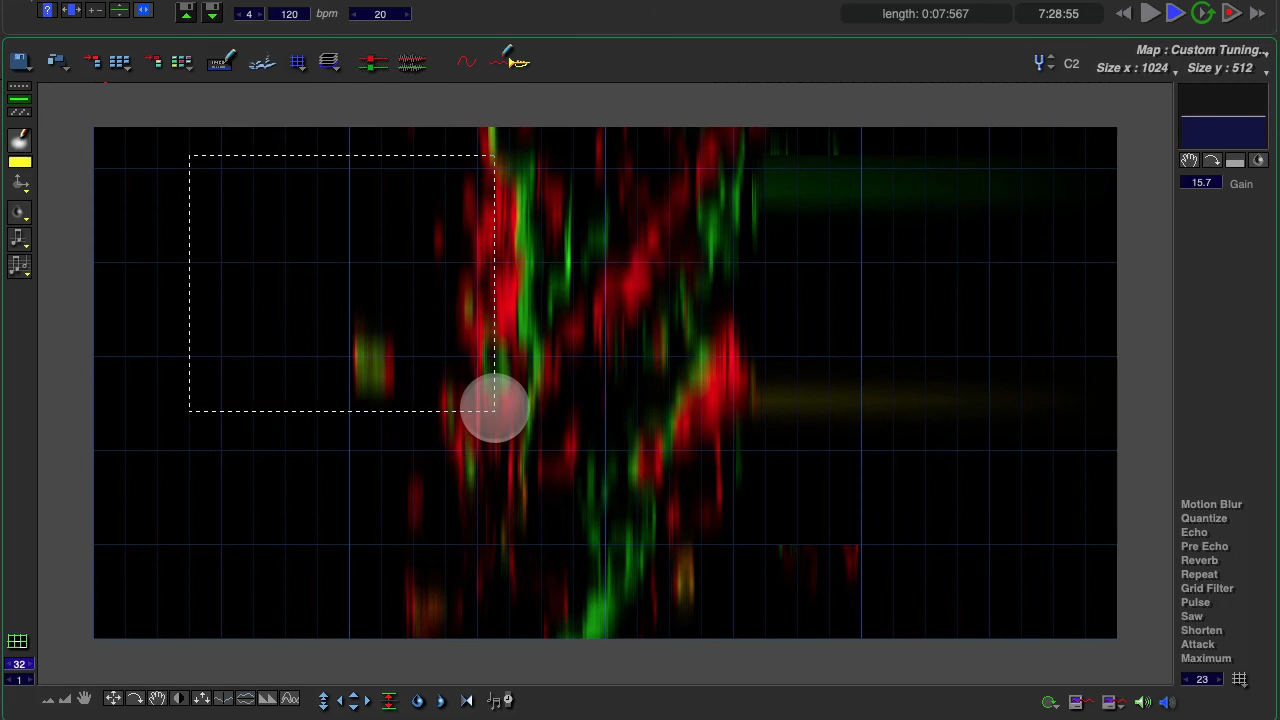 ?
4
120
bpm
20
length: 0:07:567
7:28:55
Map : Custom Tuning...
C2
Size x : 1024
Size y : 512
15.7
Gain
Motion Blur
Quantize
Echo
Pre Echo
Reverb
Repeat
Grid Filter
Pulse
Saw
Shorten
Attack
Maximum
32
1
23